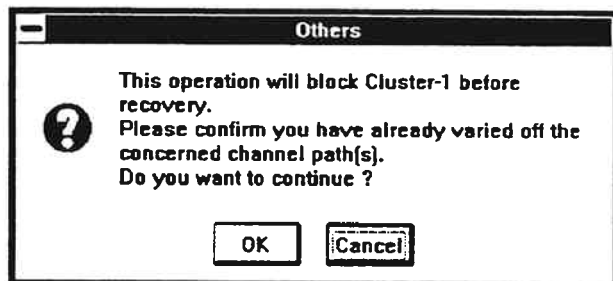 Others
This operation will block Cluster-1 before
recovery.
Please confirm you have already varied off the
concerned channel path(s).
Do you want to continue ?
OK Cancel